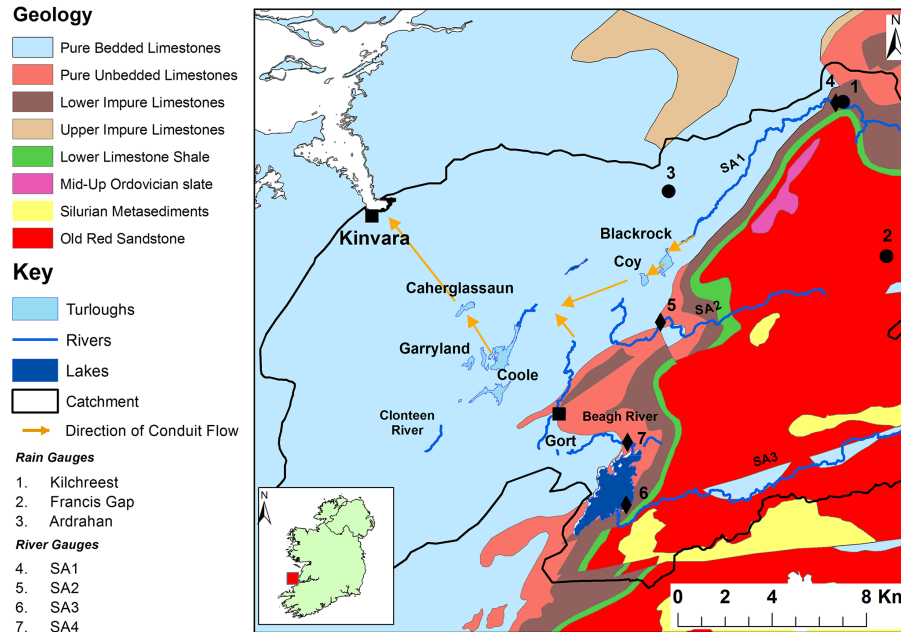 Geology
Pure Bedded Limestones
Pure Unbedded Limestones
Lower Impure Limestones
Upper Impure Limestones
Lower Limestone Shale
Mid-Up Ordovician slate
Silurian Metasediments
Old Red Sandstone
Key
Turloughs
Rivers
Lakes
Catchment
Direction of Conduit Flow
Rain Gauges
1. Kilchreest
2. Francis Gap
3. Ardrahan
River Gauges
4. SA1
5. SA2
6. SA3
7. SA4
N
4
1
SA1
3
2
Kinvara
Blackrock
Coy
Caherglassaun
5
SA2
Garryland
Coole
Clonteen
River
Beagh River
Gort
7
SA3
6
N
0 2 4 8 Km